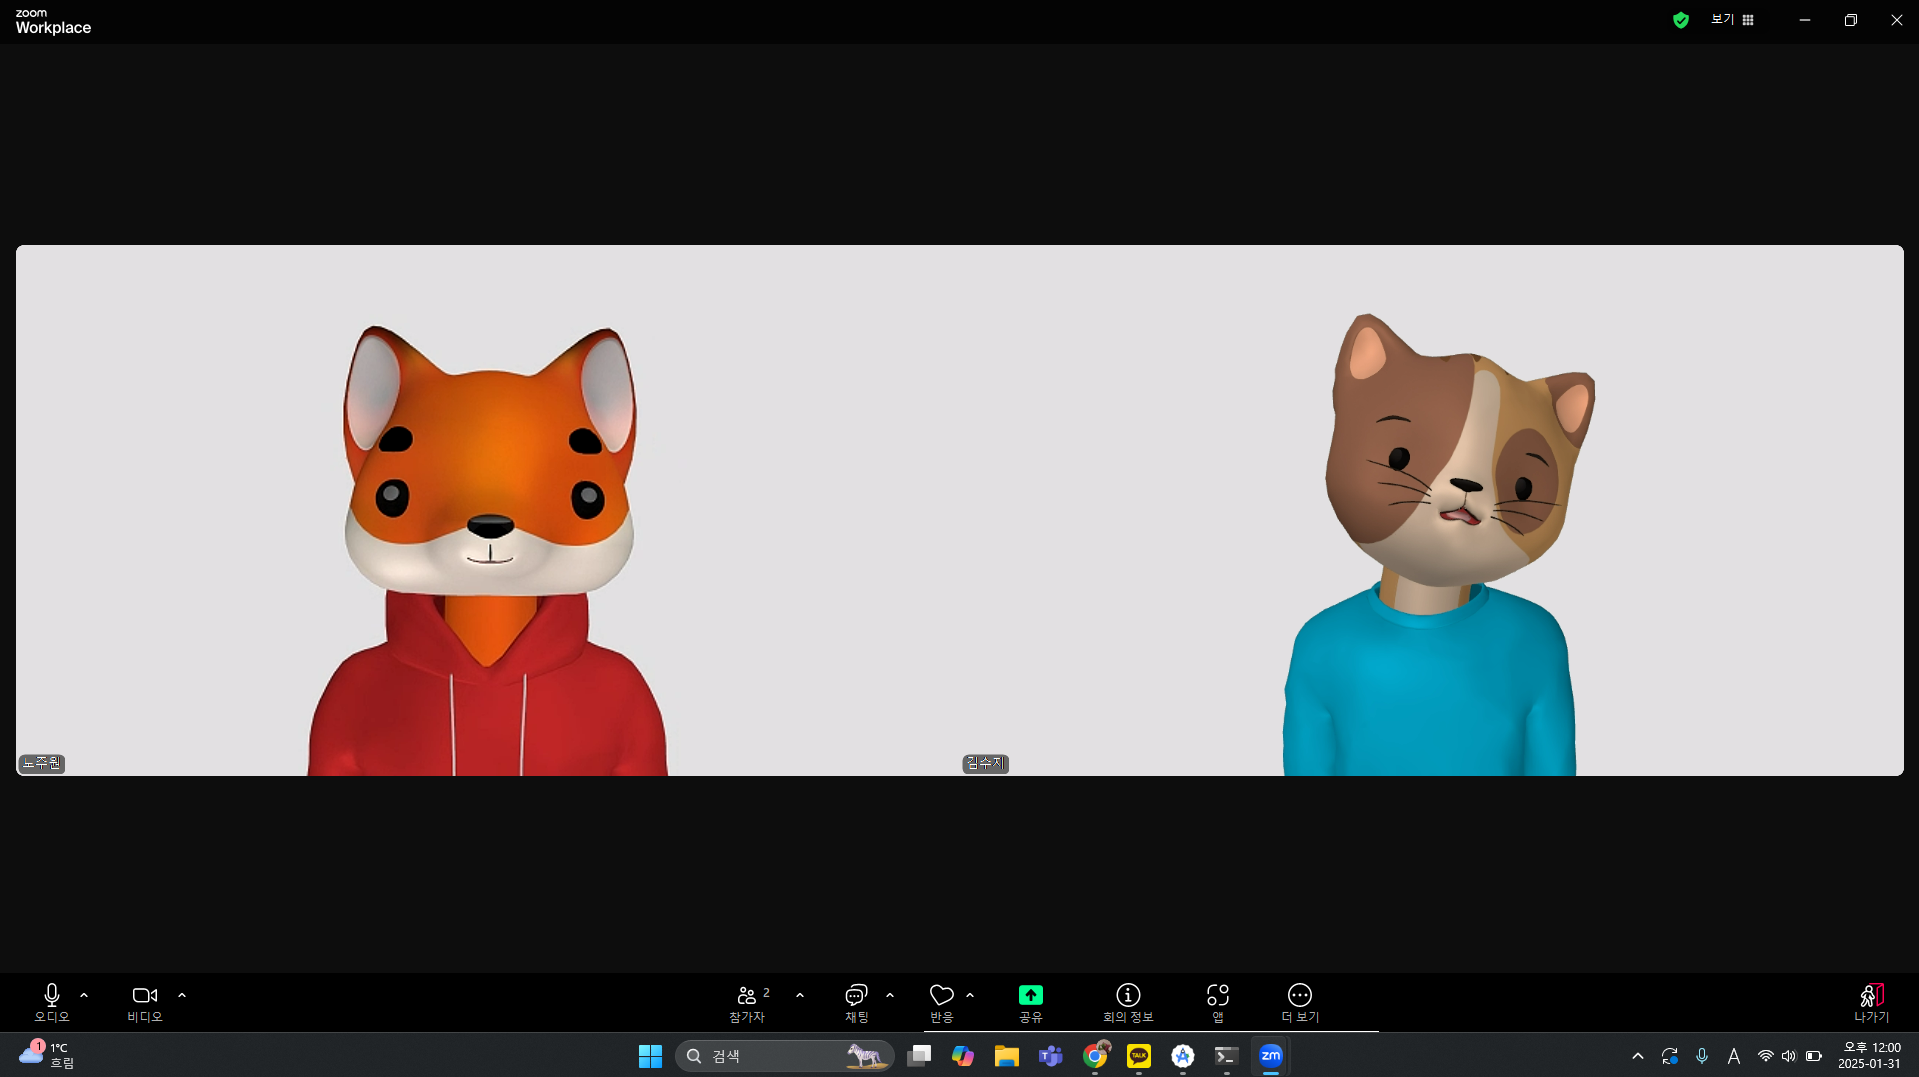 zoom
Workplace
보기
노주원
김수지
오디오
비디오
2
참가자
채팅
반응
공유
회의 정보
앱
더 보기
나가기
1
1°C
흐림
검색
T
TALK
zm
A
오후 12:00
2025-01-31